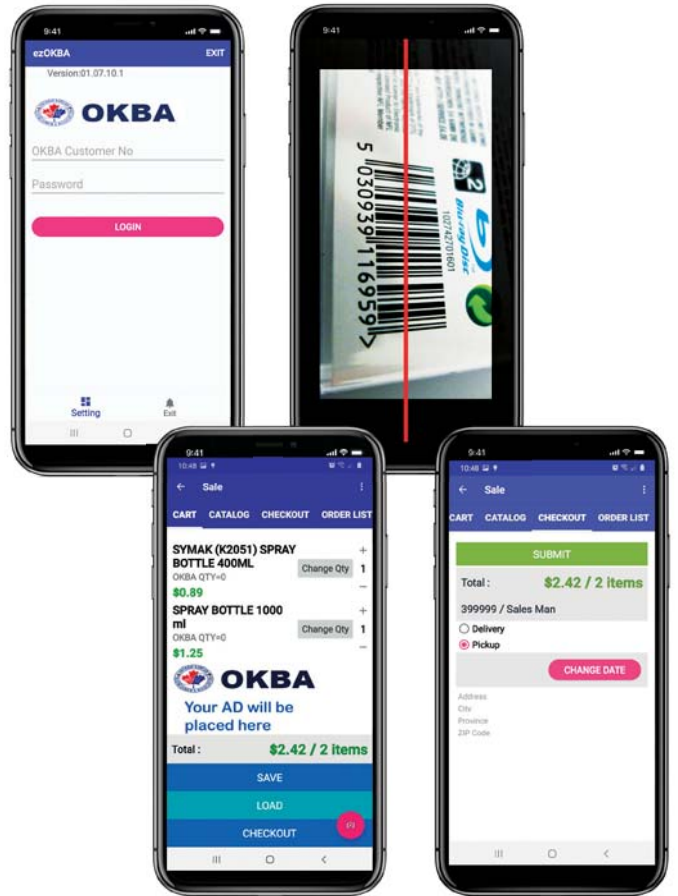 9:41
ezOKBA EXIT
Version:01.07.10.1
OKBA
OKBA Customer No
Password
LOGIN
Setting Exit
9:41
5 030939 116959 >
102742701601
2
Blu-ray Disc
9:41
10:48
Sale
CART CATALOG CHECKOUT ORDER LIST
SYMAK (K2051) SPRAY
BOTTLE 400ML
OKBA QTY=0
$0.89
+
Change Qty 1
−
SPRAY BOTTLE 1000
ml
OKBA QTY=0
$1.25
+
Change Qty 1
−
OKBA
Your AD will be
placed here
Total : $2.42 / 2 items
SAVE
LOAD
CHECKOUT
9:41
10:48
Sale
CART CATALOG CHECKOUT ORDER LIST
SUBMIT
Total : $2.42 / 2 items
399999 / Sales Man
Delivery
Pickup
CHANGE DATE
Address
City
Province
ZIP Code